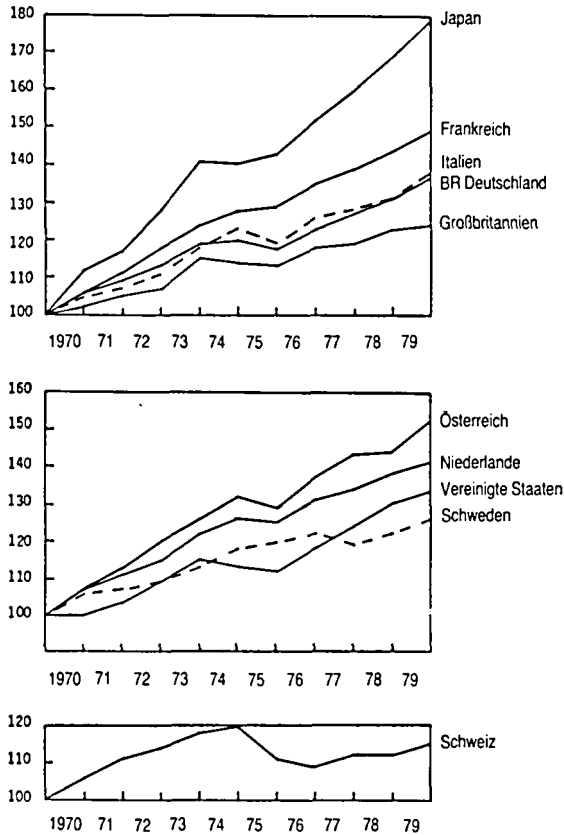 180
170
160
150
140
130
120
110
100
Japan
Frankreich
Italien
BR Deutschland
Großbritannien
1970 71 72 73 74 75 76 77 78 79
160
150
140
130
120
110
100
Österreich
Niederlande
Vereinigte Staaten
Schweden
1970 71 72 73 74 75 76 77 78 79
120
110
100
Schweiz
1970 71 72 73 74 75 76 77 78 79